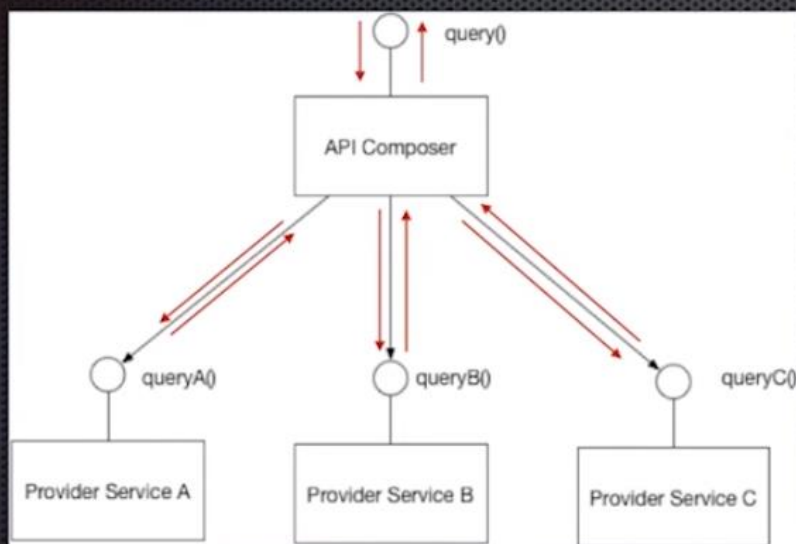 query()
API Composer
queryA()
queryB()
queryC()
Provider Service A
Provider Service B
Provider Service C